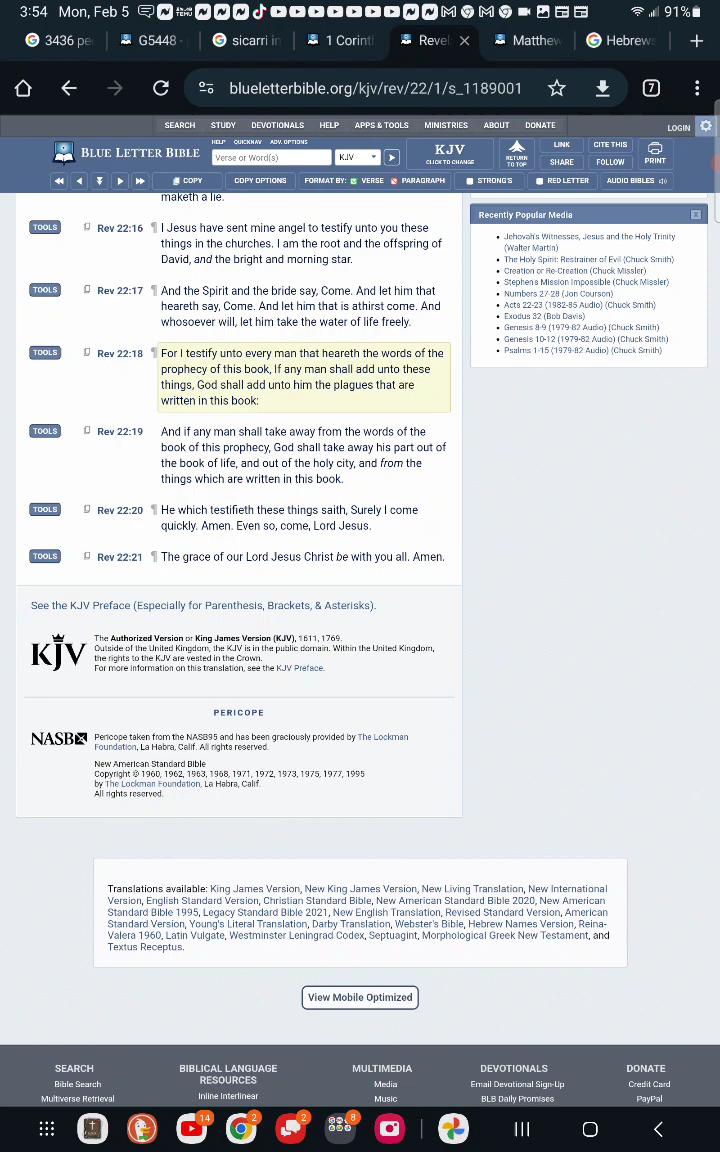 3:54 Mon, Feb 5 91%
3436 pe G5448 - sicarri in 1 Corint Revel Matthew Hebrews
blueletterbible.org/kjv/rev/22/1/s_1189001 7
SEARCH STUDY DEVOTIONALS HELP APPS & TOOLS MINISTRIES ABOUT DONATE LOGIN
BLUE LETTER BIBLE
HELP QUICKNAV ADV. OPTIONS
Verse or Word(s) KJV
KJV
CLICK TO CHANGE
RETURN TO TOP
LINK CITE THIS
SHARE FOLLOW
PRINT
COPY COPY OPTIONS FORMAT BY: VERSE PARAGRAPH STRONG'S RED LETTER AUDIO BIBLES
maketh a lie.
TOOLS Rev 22:16 ¶ I Jesus have sent mine angel to testify unto you these
things in the churches. I am the root and the offspring of
David, and the bright and morning star.
TOOLS Rev 22:17 ¶ And the Spirit and the bride say, Come. And let him that
heareth say, Come. And let him that is athirst come. And
whosoever will, let him take the water of life freely.
TOOLS Rev 22:18 ¶ For I testify unto every man that heareth the words of the
prophecy of this book, If any man shall add unto these
things, God shall add unto him the plagues that are
written in this book:
TOOLS Rev 22:19 And if any man shall take away from the words of the
book of this prophecy, God shall take away his part out of
the book of life, and out of the holy city, and from the
things which are written in this book.
TOOLS Rev 22:20 ¶ He which testifieth these things saith, Surely I come
quickly. Amen. Even so, come, Lord Jesus.
TOOLS Rev 22:21 ¶ The grace of our Lord Jesus Christ be with you all. Amen.
Recently Popular Media x
Jehovah's Witnesses, Jesus and the Holy Trinity
(Walter Martin)
The Holy Spirit: Restrainer of Evil (Chuck Smith)
Creation or Re-Creation (Chuck Missler)
Stephen's Mission Impossible (Chuck Missler)
Numbers 27-28 (Jon Courson)
Acts 22-23 (1982-85 Audio) (Chuck Smith)
Exodus 32 (Bob Davis)
Genesis 8-9 (1979-82 Audio) (Chuck Smith)
Genesis 10-12 (1979-82 Audio) (Chuck Smith)
Psalms 1-15 (1979-82 Audio) (Chuck Smith)
See the KJV Preface (Especially for Parenthesis, Brackets, & Asterisks).
KJV
The Authorized Version or King James Version (KJV), 1611, 1769.
Outside of the United Kingdom, the KJV is in the public domain. Within the United Kingdom,
the rights to the KJV are vested in the Crown.
For more information on this translation, see the KJV Preface.
PERICOPE
NASB
Pericope taken from the NASB95 and has been graciously provided by The Lockman
Foundation, La Habra, Calif. All rights reserved.
New American Standard Bible
Copyright © 1960, 1962, 1963, 1968, 1971, 1972, 1973, 1975, 1977, 1995
by The Lockman Foundation, La Habra, Calif.
All rights reserved.
Translations available: King James Version, New King James Version, New Living Translation, New International
Version, English Standard Version, Christian Standard Bible, New American Standard Bible 2020, New American
Standard Bible 1995, Legacy Standard Bible 2021, New English Translation, Revised Standard Version, American
Standard Version, Young's Literal Translation, Darby Translation, Webster's Bible, Hebrew Names Version, Reina-
Valera 1960, Latin Vulgate, Westminster Leningrad Codex, Septuagint, Morphological Greek New Testament, and
Textus Receptus.
View Mobile Optimized
SEARCH
Bible Search
Multiverse Retrieval
BIBLICAL LANGUAGE
RESOURCES
Inline Interlinear
MULTIMEDIA
Media
Music
DEVOTIONALS
Email Devotional Sign-Up
BLB Daily Promises
DONATE
Credit Card
PayPal
14 2 2 8